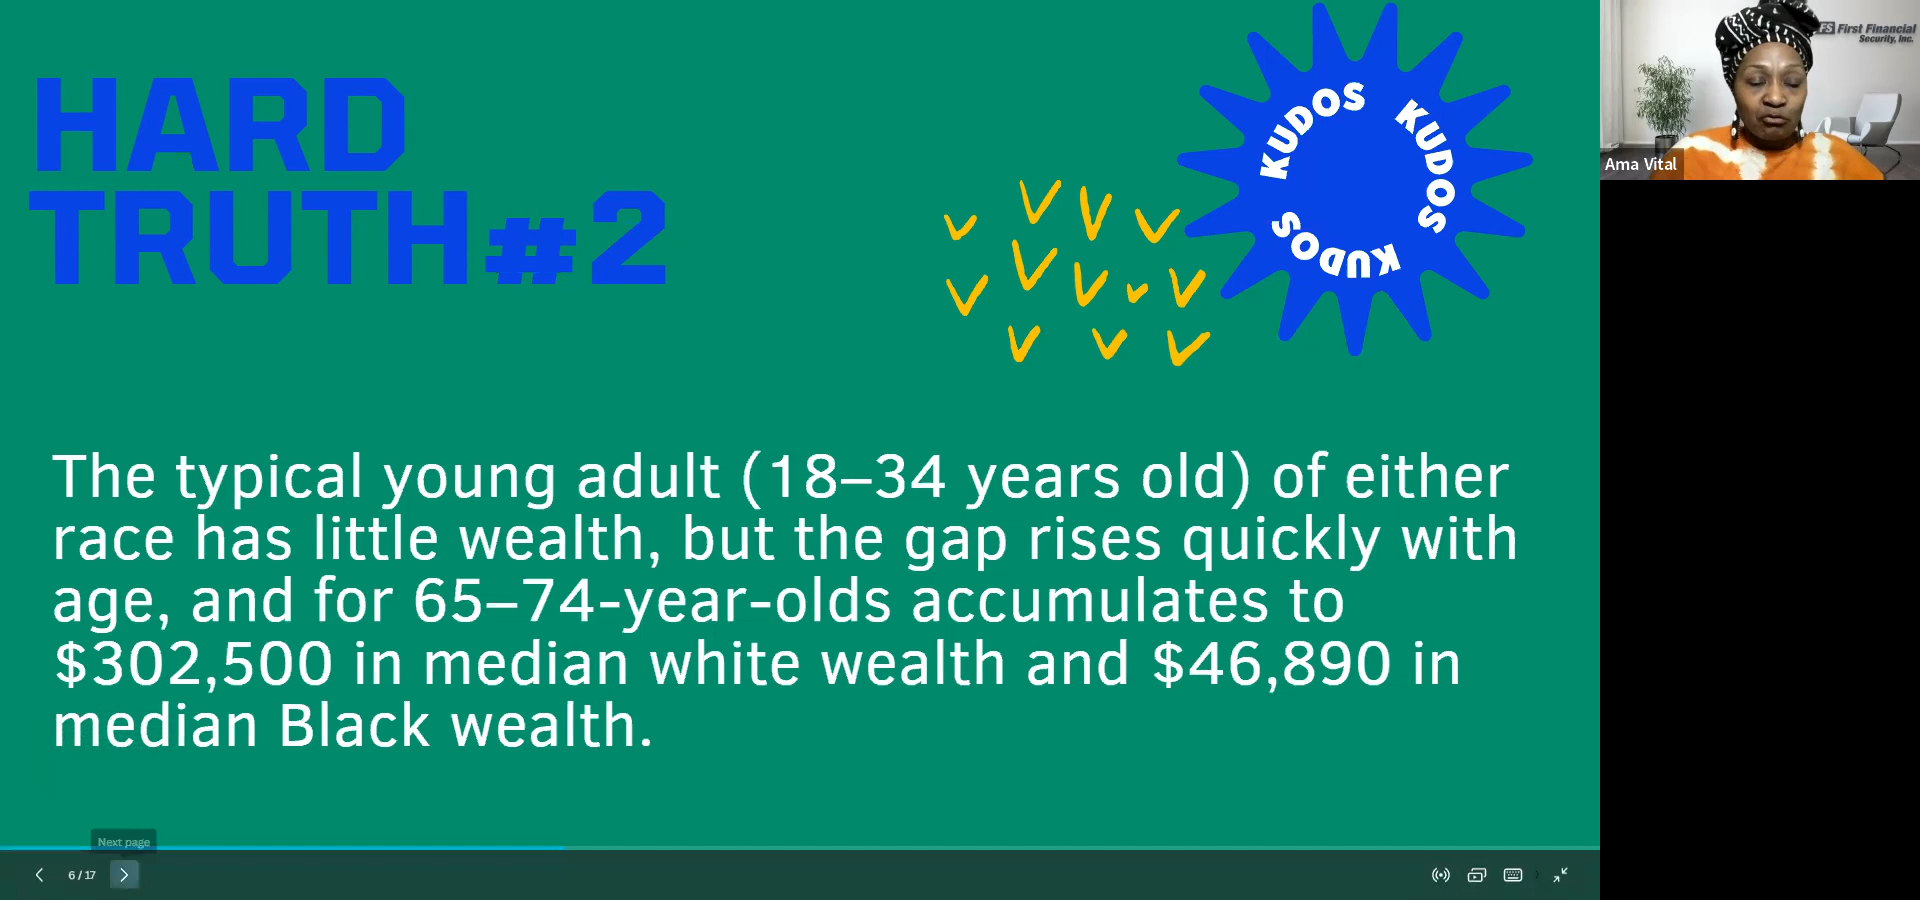 HARD
TRUTH#2
KUDOS
KUDOS
KUDOS
The typical young adult (18–34 years old) of either
race has little wealth, but the gap rises quickly with
age, and for 65–74-year-olds accumulates to
$302,500 in median white wealth and $46,890 in
median Black wealth.
Next page
6 / 17
FS First Financial
Security, Inc.
Ama Vital